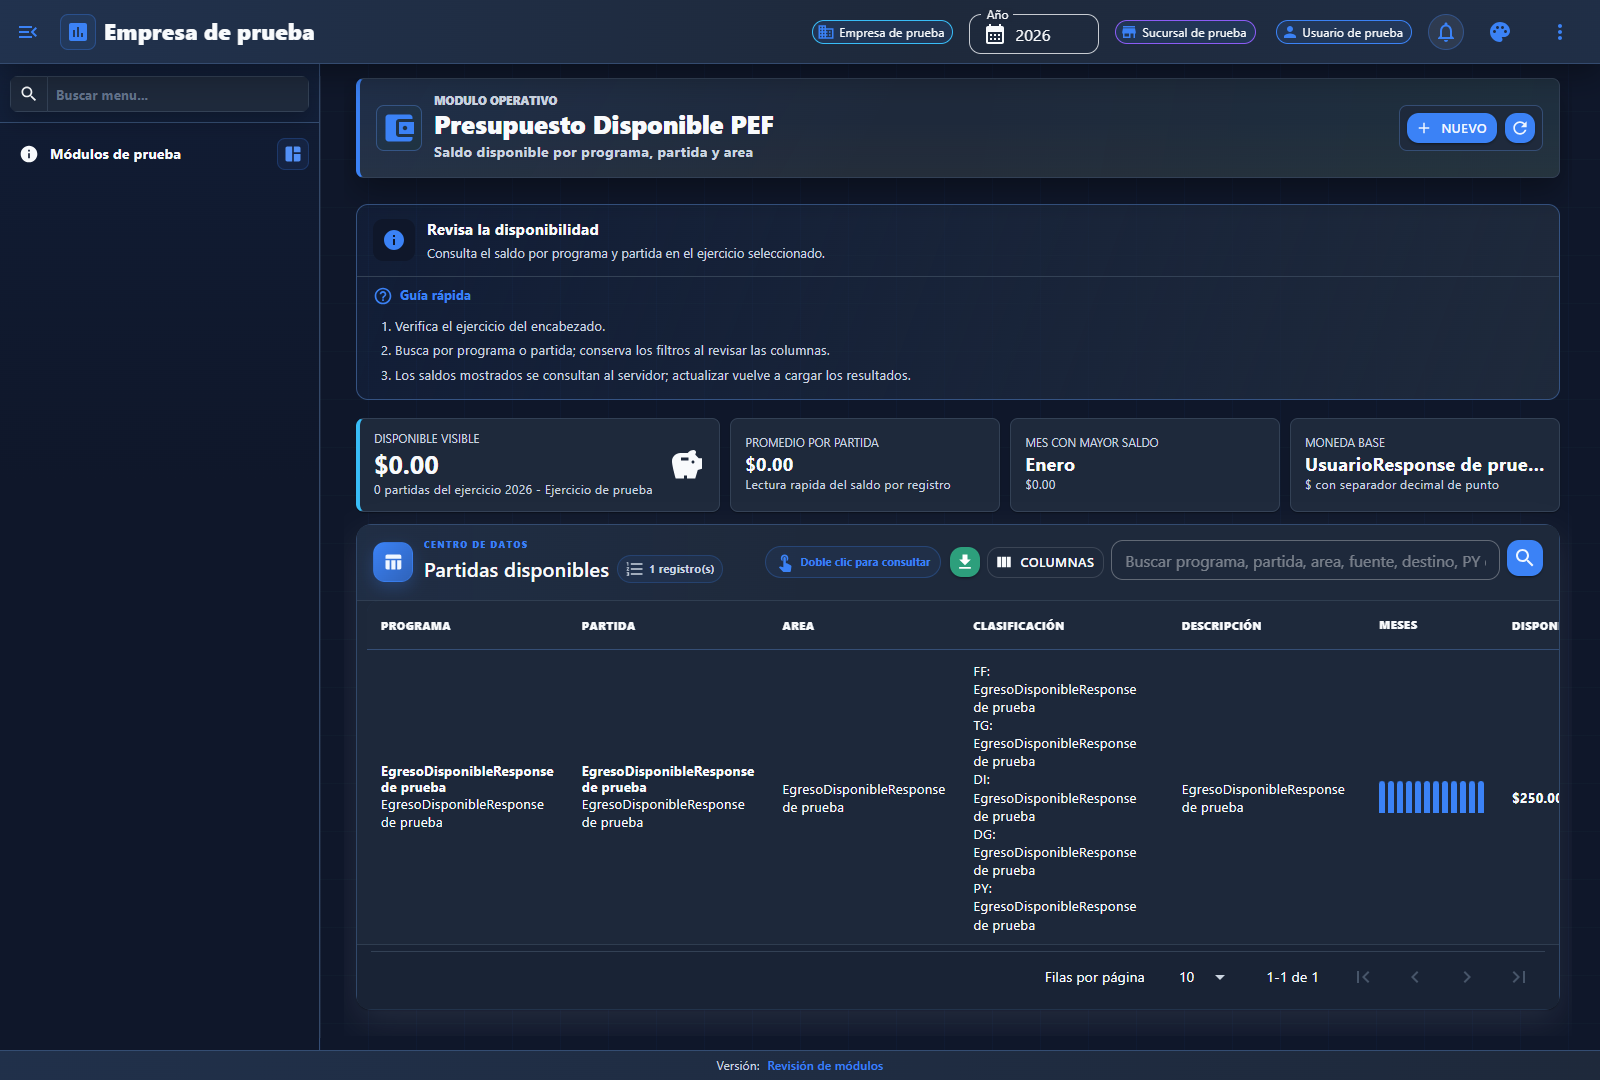 Empresa de prueba
Empresa de prueba
Año
2026
Sucursal de prueba
Usuario de prueba
Buscar menu...
Módulos de prueba
MODULO OPERATIVO
Presupuesto Disponible PEF
Saldo disponible por programa, partida y area
NUEVO
Revisa la disponibilidad
Consulta el saldo por programa y partida en el ejercicio seleccionado.
Guía rápida
1. Verifica el ejercicio del encabezado.
2. Busca por programa o partida; conserva los filtros al revisar las columnas.
3. Los saldos mostrados se consultan al servidor; actualizar vuelve a cargar los resultados.
DISPONIBLE VISIBLE
$0.00
0 partidas del ejercicio 2026 - Ejercicio de prueba
PROMEDIO POR PARTIDA
$0.00
Lectura rapida del saldo por registro
MES CON MAYOR SALDO
Enero
$0.00
MONEDA BASE
UsuarioResponse de prue...
$ con separador decimal de punto
CENTRO DE DATOS
Partidas disponibles
1 registro(s)
Doble clic para consultar
COLUMNAS
Buscar programa, partida, area, fuente, destino, PY
PROGRAMA PARTIDA AREA CLASIFICACIÓN DESCRIPCIÓN MESES DISPON
EgresoDisponibleResponse
de prueba
EgresoDisponibleResponse
de prueba
EgresoDisponibleResponse
de prueba
EgresoDisponibleResponse
de prueba
EgresoDisponibleResponse
de prueba
FF:
EgresoDisponibleResponse
de prueba
TG:
EgresoDisponibleResponse
de prueba
DI:
EgresoDisponibleResponse
de prueba
DG:
EgresoDisponibleResponse
de prueba
PY:
EgresoDisponibleResponse
de prueba
EgresoDisponibleResponse
de prueba
$250.00
Filas por página
10
1-1 de 1
Versión: Revisión de módulos